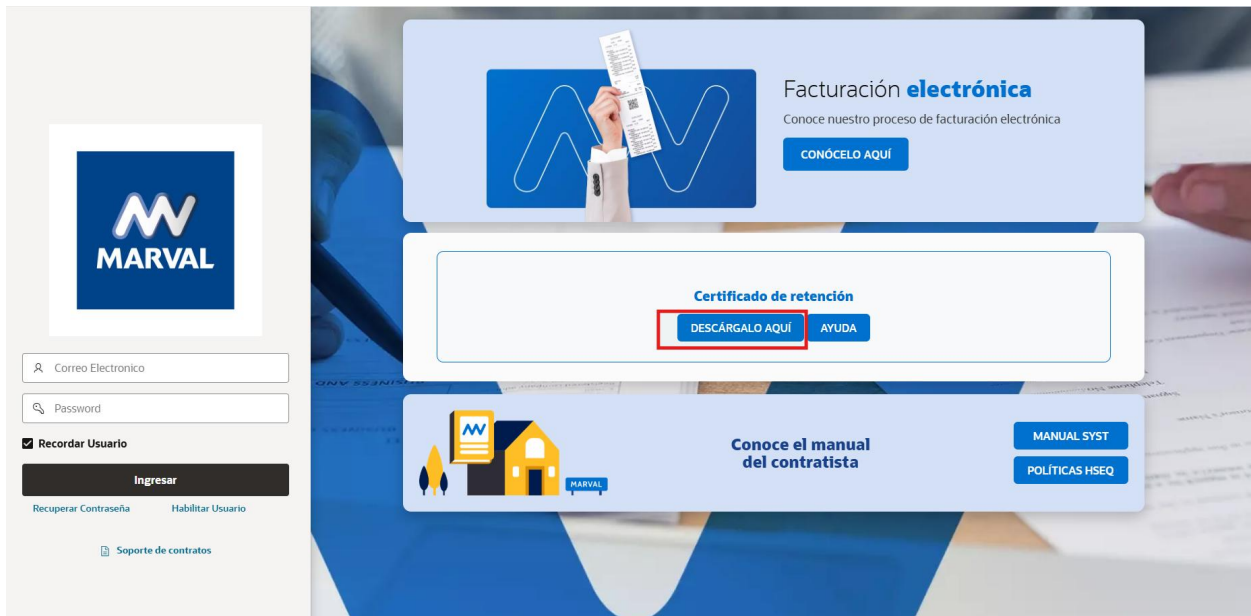 MARVAL
Correo Electronico
Password
Recordar Usuario
Ingresar
Recuperar Contraseña Habilitar Usuario
Soporte de contratos
Facturación electrónica
Conoce nuestro proceso de facturación electrónica
CONÓCELO AQUÍ
Certificado de retención
DESCÁRGALO AQUÍ AYUDA
MARVAL
Conoce el manual
del contratista
MANUAL SYST
POLÍTICAS HSEQ